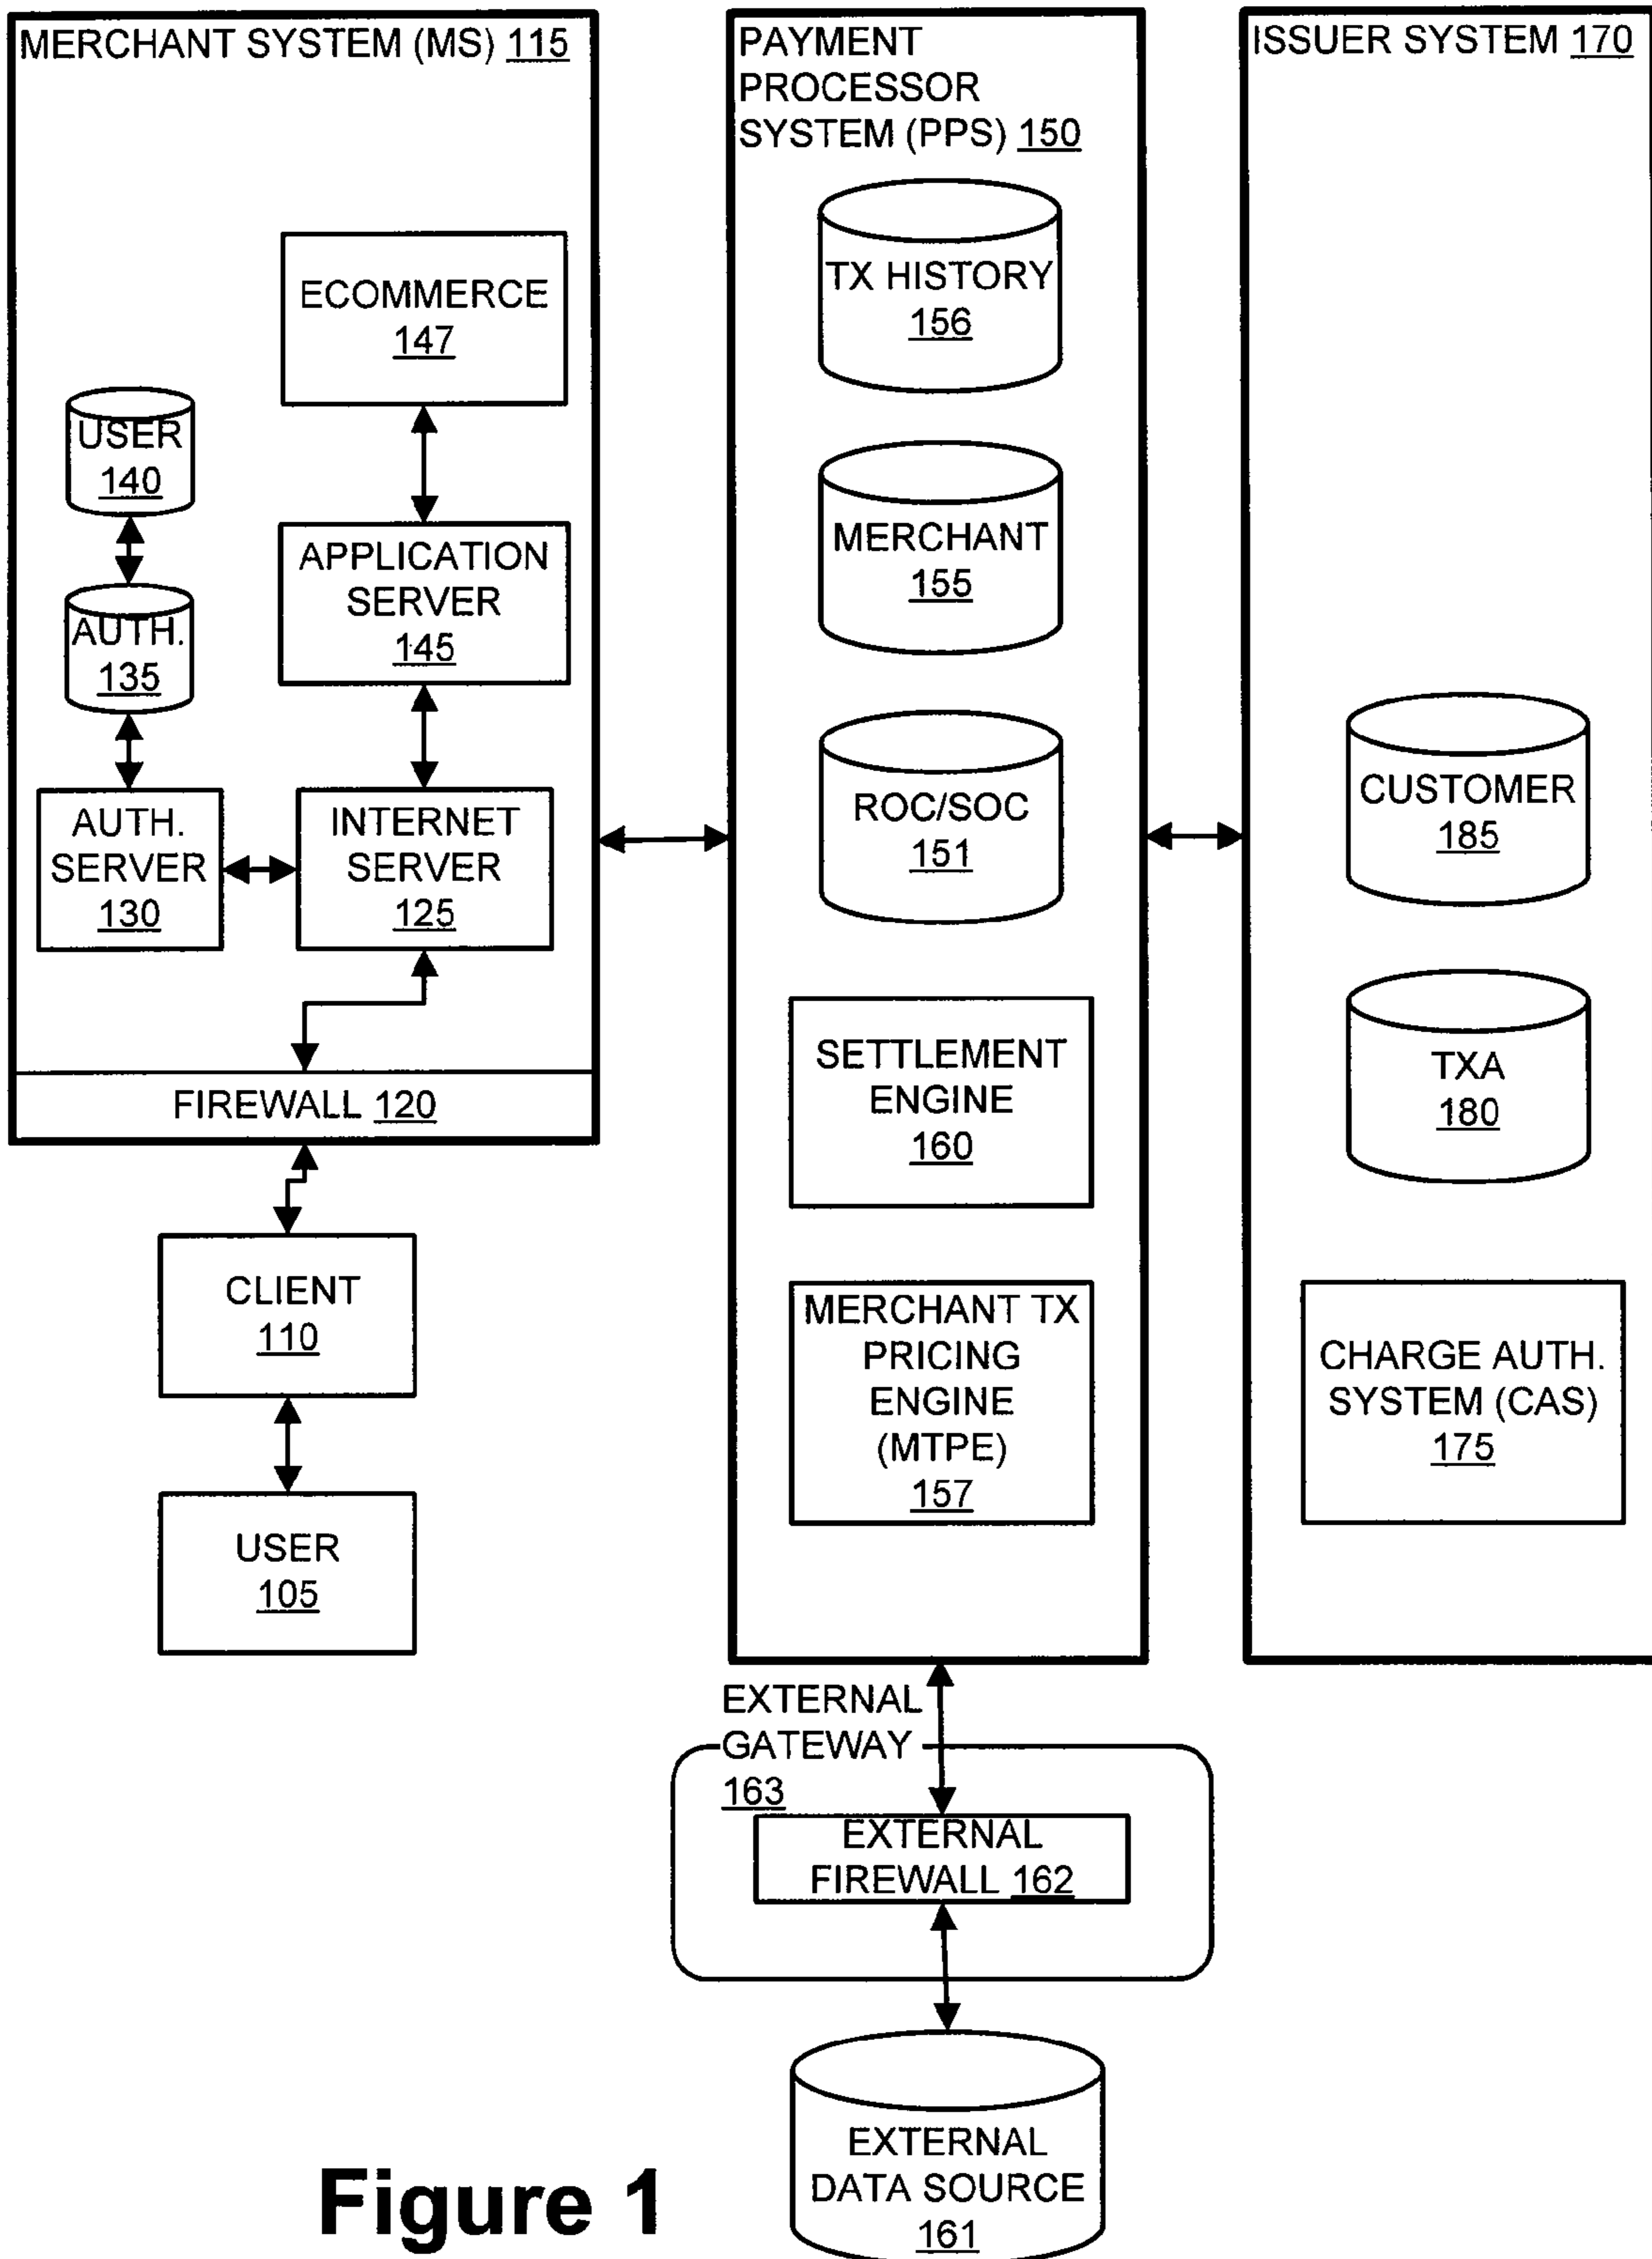 MERCHANT SYSTEM (MS) 115
ECOMMERCE
147
USER
140
APPLICATION
SERVER
145
AUTH.
135
AUTH.
SERVER
130
INTERNET
SERVER
125
FIREWALL 120
CLIENT
110
USER
105
PAYMENT
PROCESSOR
SYSTEM (PPS) 150
TX HISTORY
156
MERCHANT
155
ROC/SOC
151
SETTLEMENT
ENGINE
160
MERCHANT TX
PRICING
ENGINE
(MTPE)
157
ISSUER SYSTEM 170
CUSTOMER
185
TXA
180
CHARGE AUTH.
SYSTEM (CAS)
175
EXTERNAL
GATEWAY
163
EXTERNAL
FIREWALL 162
EXTERNAL
DATA SOURCE
161
Figure 1